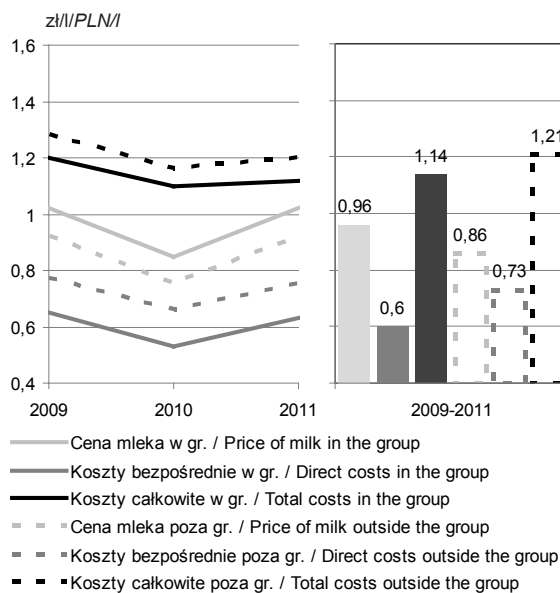 zł/l/PLN/l
1,6
1,4
1,2
1
0,8
0,6
0,4
2009 2010 2011
0,96
0,6
1,14
0,86
0,73
1,21
2009-2011
Cena mleka w gr. / Price of milk in the group
Koszty bezpośrednie w gr. / Direct costs in the group
Koszty całkowite w gr. / Total costs in the group
Cena mleka poza gr. / Price of milk outside the group
Koszty bezpośrednie poza gr. / Direct costs outside the group
Koszty całkowite poza gr. / Total costs outside the group